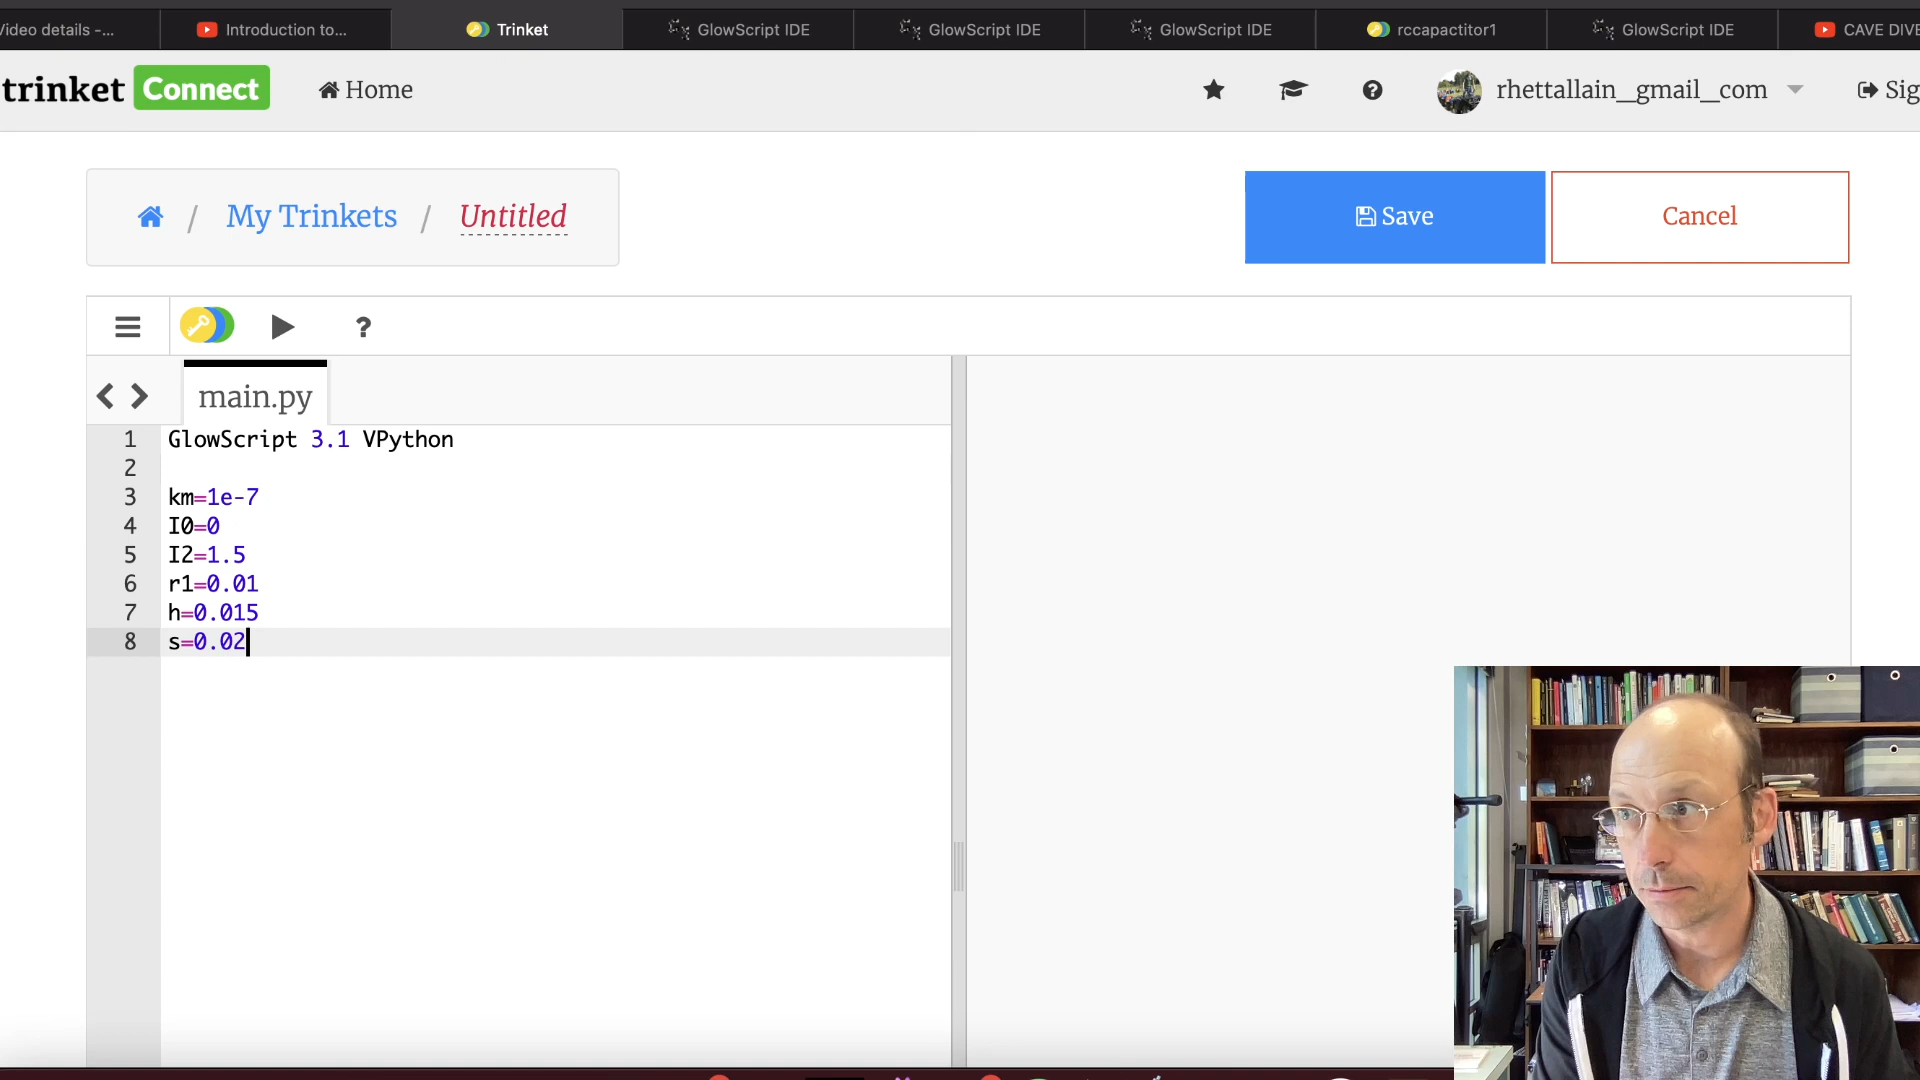 Video details -...
Introduction to...
Trinket
GlowScript IDE
GlowScript IDE
GlowScript IDE
rccapactitor1
GlowScript IDE
CAVE DIVE
trinket Connect
Home
?
rhettallain_gmail_com
Sig
/ My Trinkets / Untitled
Save
Cancel
?
main.py
1 GlowScript 3.1 VPython
2
3 km=1e-7
4 I0=0
5 I2=1.5
6 r1=0.01
7 h=0.015
8 s=0.02